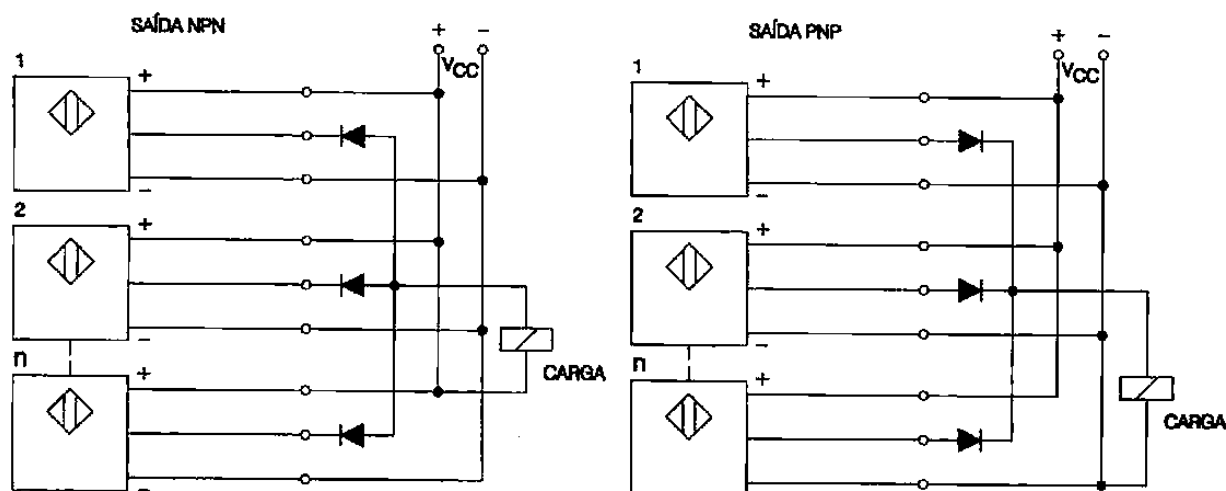 SAÍDA NPN
+ −
VCC
1
+
−
2
+
−
n
+
−
CARGA
SAÍDA PNP
+ −
VCC
1
+
−
2
+
−
n
+
−
CARGA